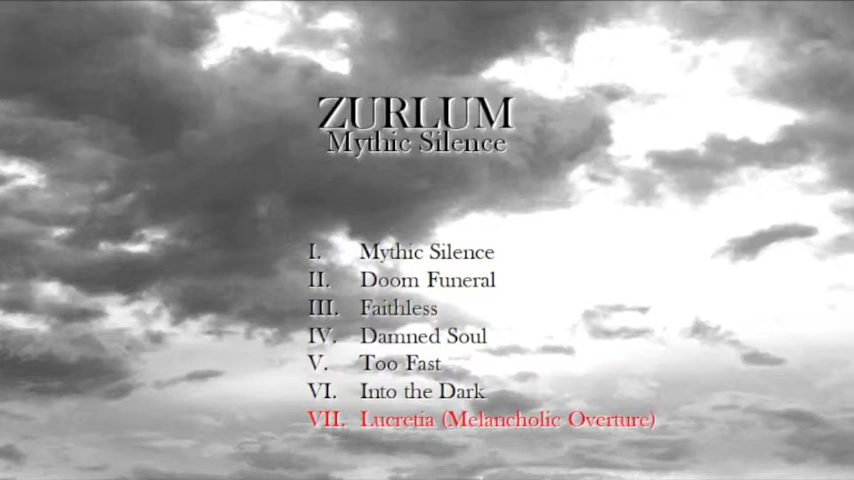 ZURLUM
Mythic Silence
I. Mythic Silence
II. Doom Funeral
III. Faithless
IV. Damned Soul
V. Too Fast
VI. Into the Dark
VII. Lucretia (Melancholic Overture)